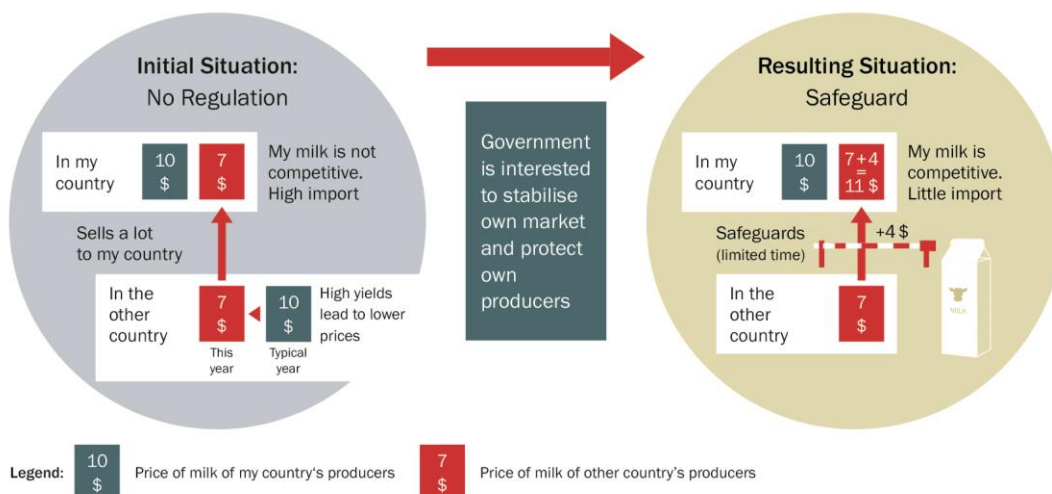 Initial Situation:
No Regulation
In my
country
10
$
7
$
My milk is not
competitive.
High import
Sells a lot
to my country
In the
other
country
7
$
10
$
High yields
lead to lower
prices
This
year
Typical
year
Government
is interested
to stabilise
own market
and protect
own
producers
Resulting Situation:
Safeguard
In my
country
10
$
7+4
=
11 $
My milk is
competitive.
Little import
Safeguards
(limited time)
+4 $
In the
other
country
7
$
MILK
Legend:
10
$
Price of milk of my country‘s producers
7
$
Price of milk of other country’s producers